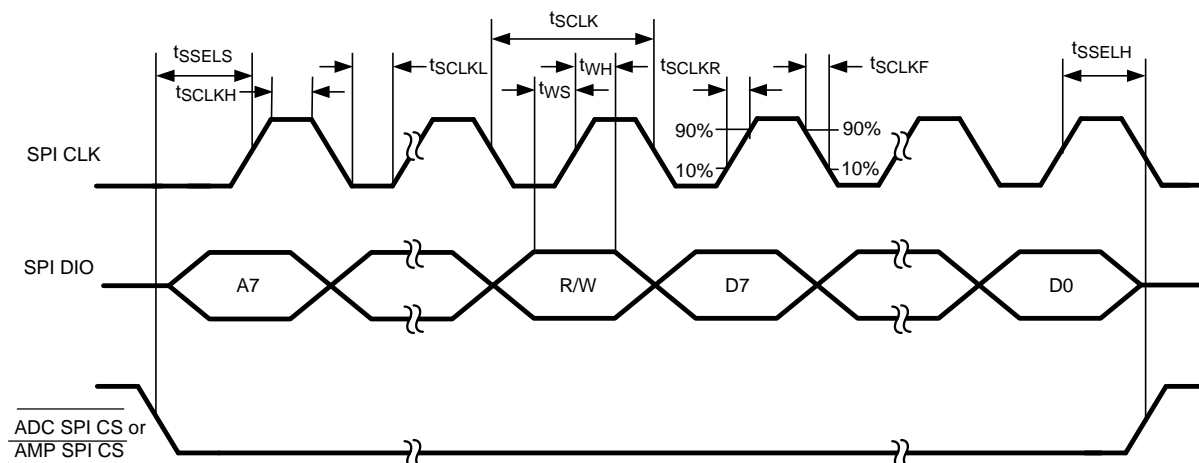 tSCLK
tSSELS
tSCLKL
tWH
tSCLKR
tSCLKF
tSSELH
tSCLKH
tWS
90%
90%
SPI CLK
10%
10%
SPI DIO
A7
R/W
D7
D0
ADC SPI CS or
AMP SPI CS